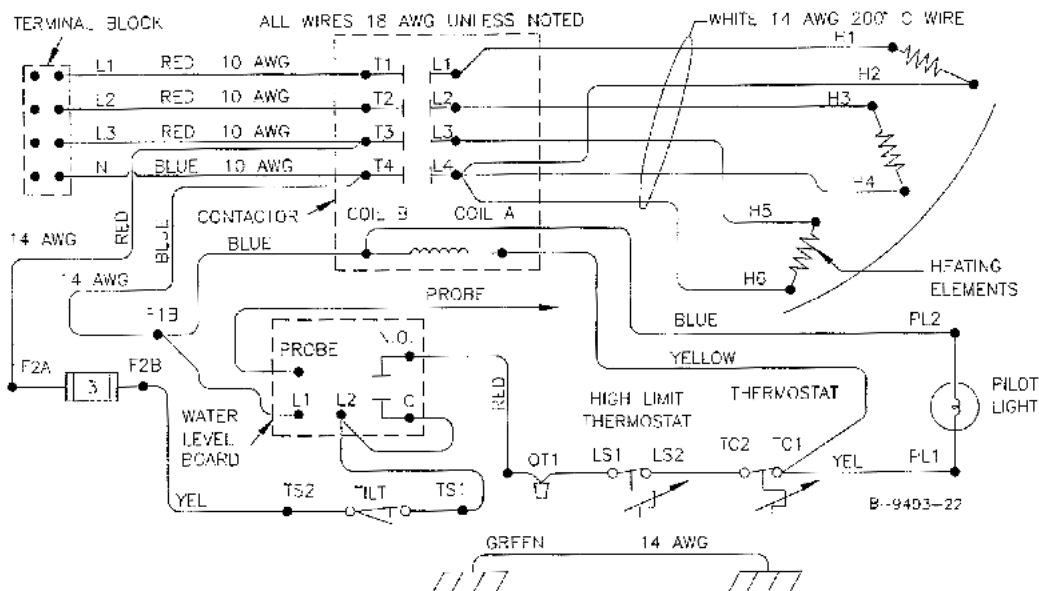 TERMINAL BLOCK
ALL WIRES 18 AWG UNLESS NOTED
WHITE 14 AWG 200° C WIRE
L1 RED 10 AWG T1 L1 H1
H2
L2 RED 10 AWG T2 L2 H3
L3 RED 10 AWG T3 L3
N BLUE 10 AWG T4 L4 H4
CONTACTOR COIL B COIL A H5
RED
BLUE
14 AWG
BLUE
14 AWG
H6
HEATING
ELEMENTS
PROBE
BLUE PL2
F1B
PROBE N.O.
YELLOW
F2A 3 F2B
RED
HIGH LIMIT
THERMOSTAT
THERMOSTAT
PILOT
LIGHT
L1 L2 C
WATER
LEVEL
BOARD
LS1 LS2 TC2 TC1 YEL PL1
YEL TS2 TILT TS1
B-9403-22
GREEN 14 AWG